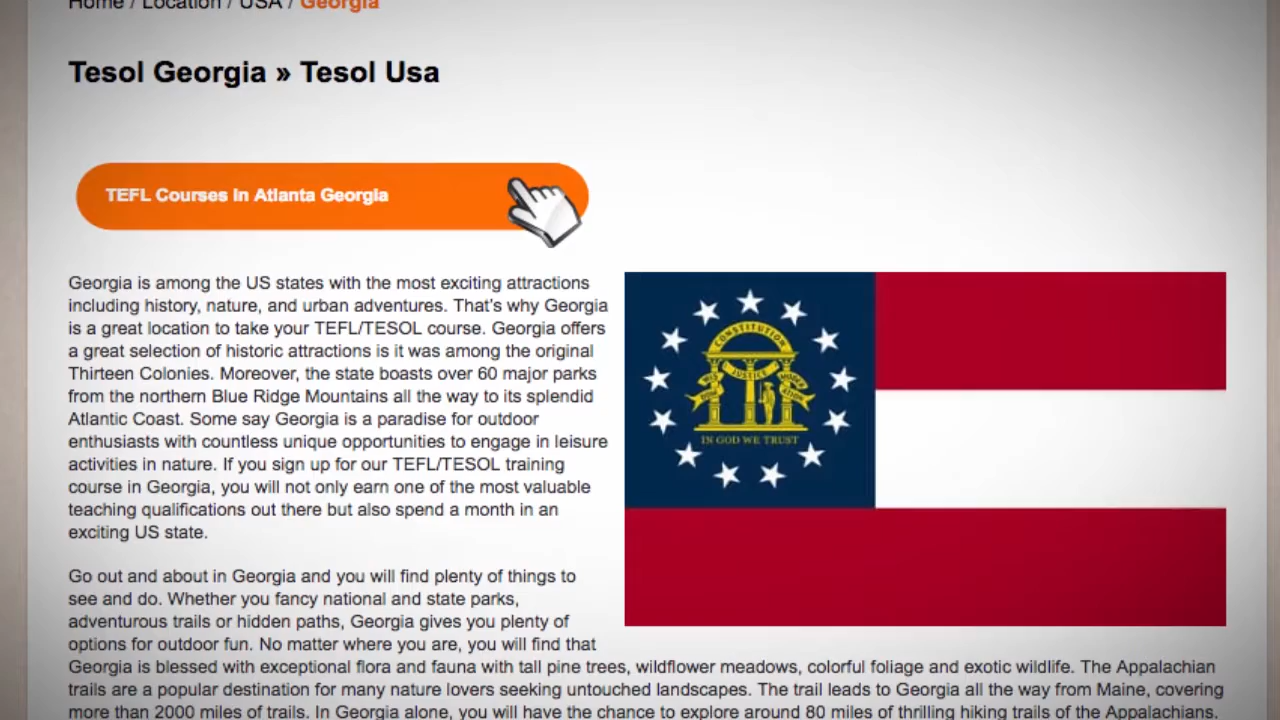 Home / Location / USA / Georgia
Tesol Georgia » Tesol Usa
TEFL Courses in Atlanta Georgia
Georgia is among the US states with the most exciting attractions
including history, nature, and urban adventures. That’s why Georgia
is a great location to take your TEFL/TESOL course. Georgia offers
a great selection of historic attractions is it was among the original
Thirteen Colonies. Moreover, the state boasts over 60 major parks
from the northern Blue Ridge Mountains all the way to its splendid
Atlantic Coast. Some say Georgia is a paradise for outdoor
enthusiasts with countless unique opportunities to engage in leisure
activities in nature. If you sign up for our TEFL/TESOL training
course in Georgia, you will not only earn one of the most valuable
teaching qualifications out there but also spend a month in an
exciting US state.
CONSTITUTION
JUSTICE
IN GOD WE TRUST
Go out and about in Georgia and you will find plenty of things to
see and do. Whether you fancy national and state parks,
adventurous trails or hidden paths, Georgia gives you plenty of
options for outdoor fun. No matter where you are, you will find that
Georgia is blessed with exceptional flora and fauna with tall pine trees, wildflower meadows, colorful foliage and exotic wildlife. The Appalachian
trails are a popular destination for many nature lovers seeking untouched landscapes. The trail leads to Georgia all the way from Maine, covering
more than 2000 miles of trails. In Georgia alone, you will have the chance to explore around 80 miles of thrilling hiking trails of the Appalachians.